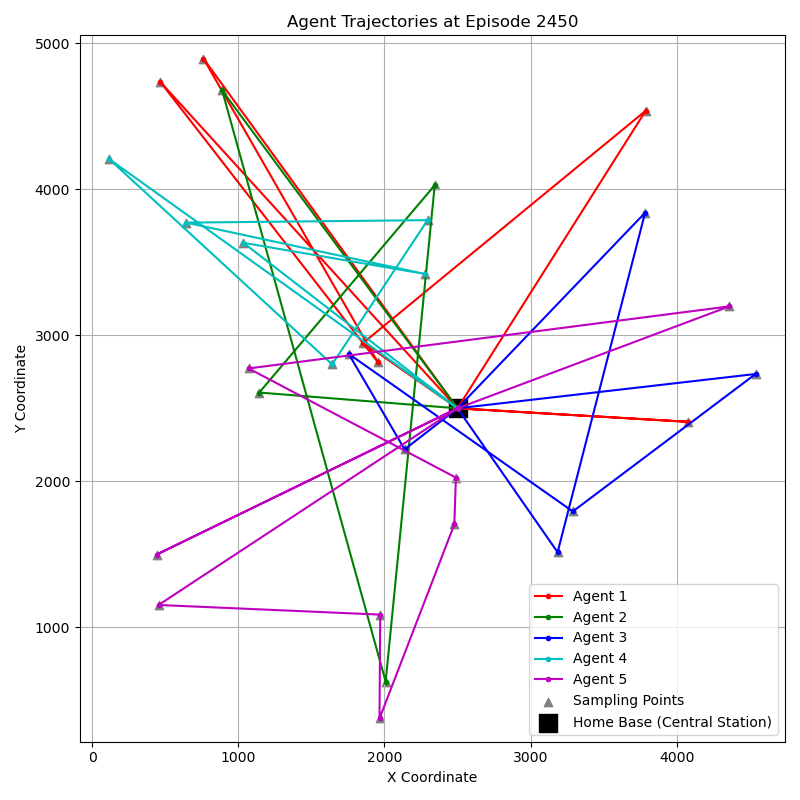 Agent Trajectories at Episode 2450
5000
4000
3000
2000
1000
Y Coordinate
0
1000
2000
3000
4000
X Coordinate
Agent 1
Agent 2
Agent 3
Agent 4
Agent 5
Sampling Points
Home Base (Central Station)